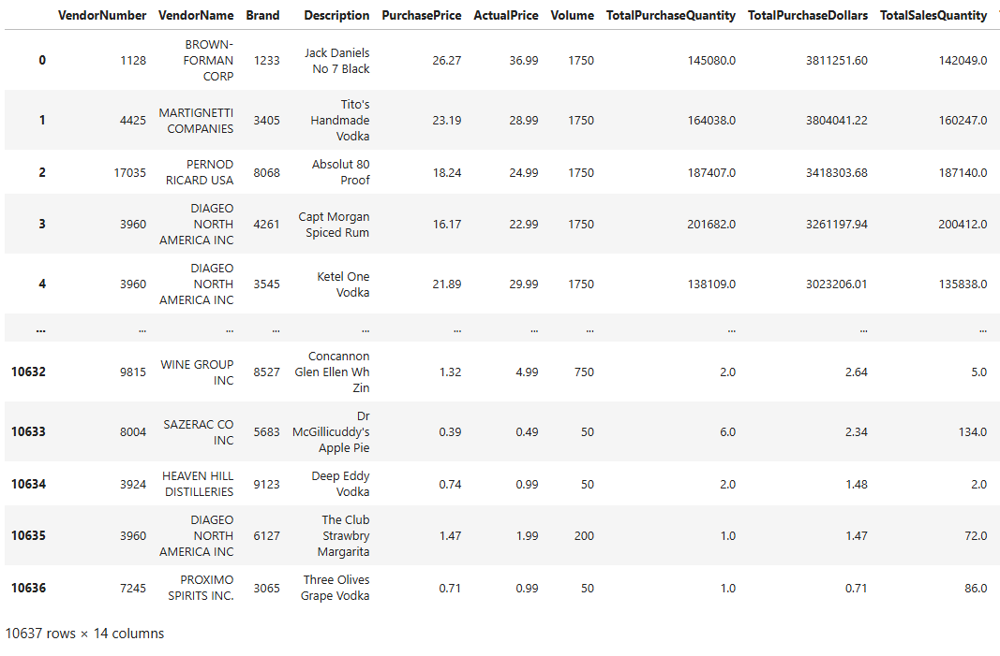 VendorNumber VendorName Brand Description PurchasePrice ActualPrice Volume TotalPurchaseQuantity TotalPurchaseDollars TotalSalesQuantity
0 1128 BROWN-FORMAN CORP 1233 Jack Daniels No 7 Black 26.27 36.99 1750 145080.0 3811251.60 142049.0
1 4425 MARTIGNETTI COMPANIES 3405 Tito's Handmade Vodka 23.19 28.99 1750 164038.0 3804041.22 160247.0
2 17035 PERNOD RICARD USA 8068 Absolut 80 Proof 18.24 24.99 1750 187407.0 3418303.68 187140.0
3 3960 DIAGEO NORTH AMERICA INC 4261 Capt Morgan Spiced Rum 16.17 22.99 1750 201682.0 3261197.94 200412.0
4 3960 DIAGEO NORTH AMERICA INC 3545 Ketel One Vodka 21.89 29.99 1750 138109.0 3023206.01 135838.0
... ... ... ... ... ... ... ... ... ... ...
10632 9815 WINE GROUP INC 8527 Concannon Glen Ellen Wh Zin 1.32 4.99 750 2.0 2.64 5.0
10633 8004 SAZERAC CO INC 5683 Dr McGillicuddy's Apple Pie 0.39 0.49 50 6.0 2.34 134.0
10634 3924 HEAVEN HILL DISTILLERIES 9123 Deep Eddy Vodka 0.74 0.99 50 2.0 1.48 2.0
10635 3960 DIAGEO NORTH AMERICA INC 6127 The Club Strawbry Margarita 1.47 1.99 200 1.0 1.47 72.0
10636 7245 PROXIMO SPIRITS INC. 3065 Three Olives Grape Vodka 0.71 0.99 50 1.0 0.71 86.0
10637 rows × 14 columns